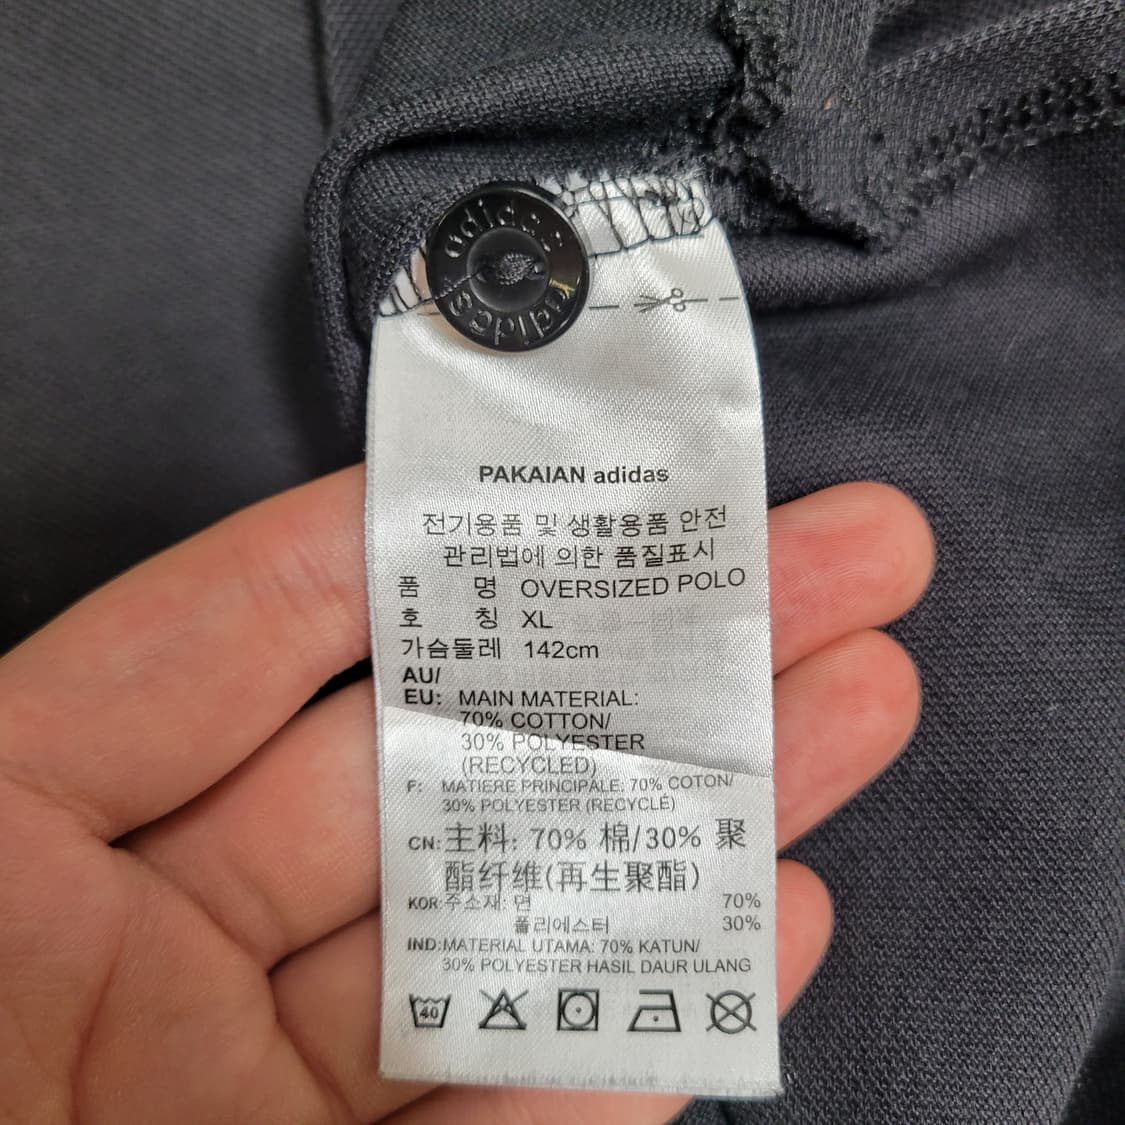 adidas
adidas
PAKAIAN adidas
전기용품 및 생활용품 안전
관리법에 의한 품질표시
품 명 OVERSIZED POLO
호 칭 XL
가슴둘레 142cm
AU/
EU: MAIN MATERIAL:
70% COTTON/
30% POLYESTER
(RECYCLED)
F: MATIERE PRINCIPALE: 70% COTON/
30% POLYESTER (RECYCLÉ)
CN: 主料: 70% 棉/30% 聚
酯纤维(再生聚酯)
KOR: 주소재: 면 70%
폴리에스터 30%
IND: MATERIAL UTAMA: 70% KATUN/
30% POLYESTER HASIL DAUR ULANG
40